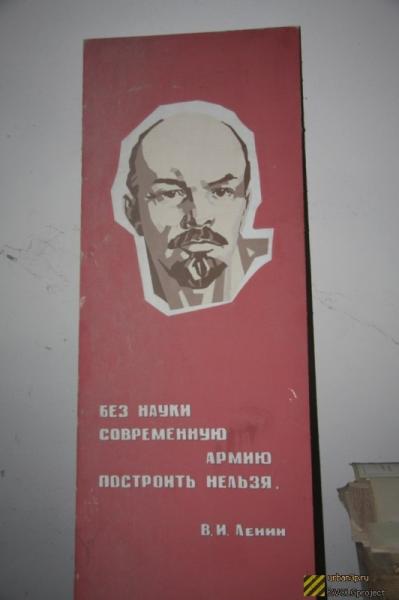 БЕЗ НАУКИ
СОВРЕМЕННУЮ
АРМИЮ
ПОСТРОИТЬ НЕЛЬЗЯ.
В. И. Ленин
urban3p.ru